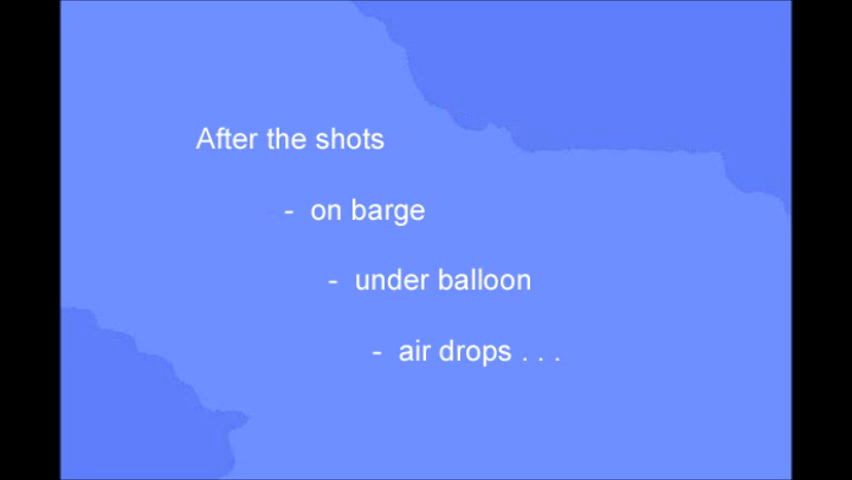 After the shots
- on barge
- under balloon
- air drops . . .